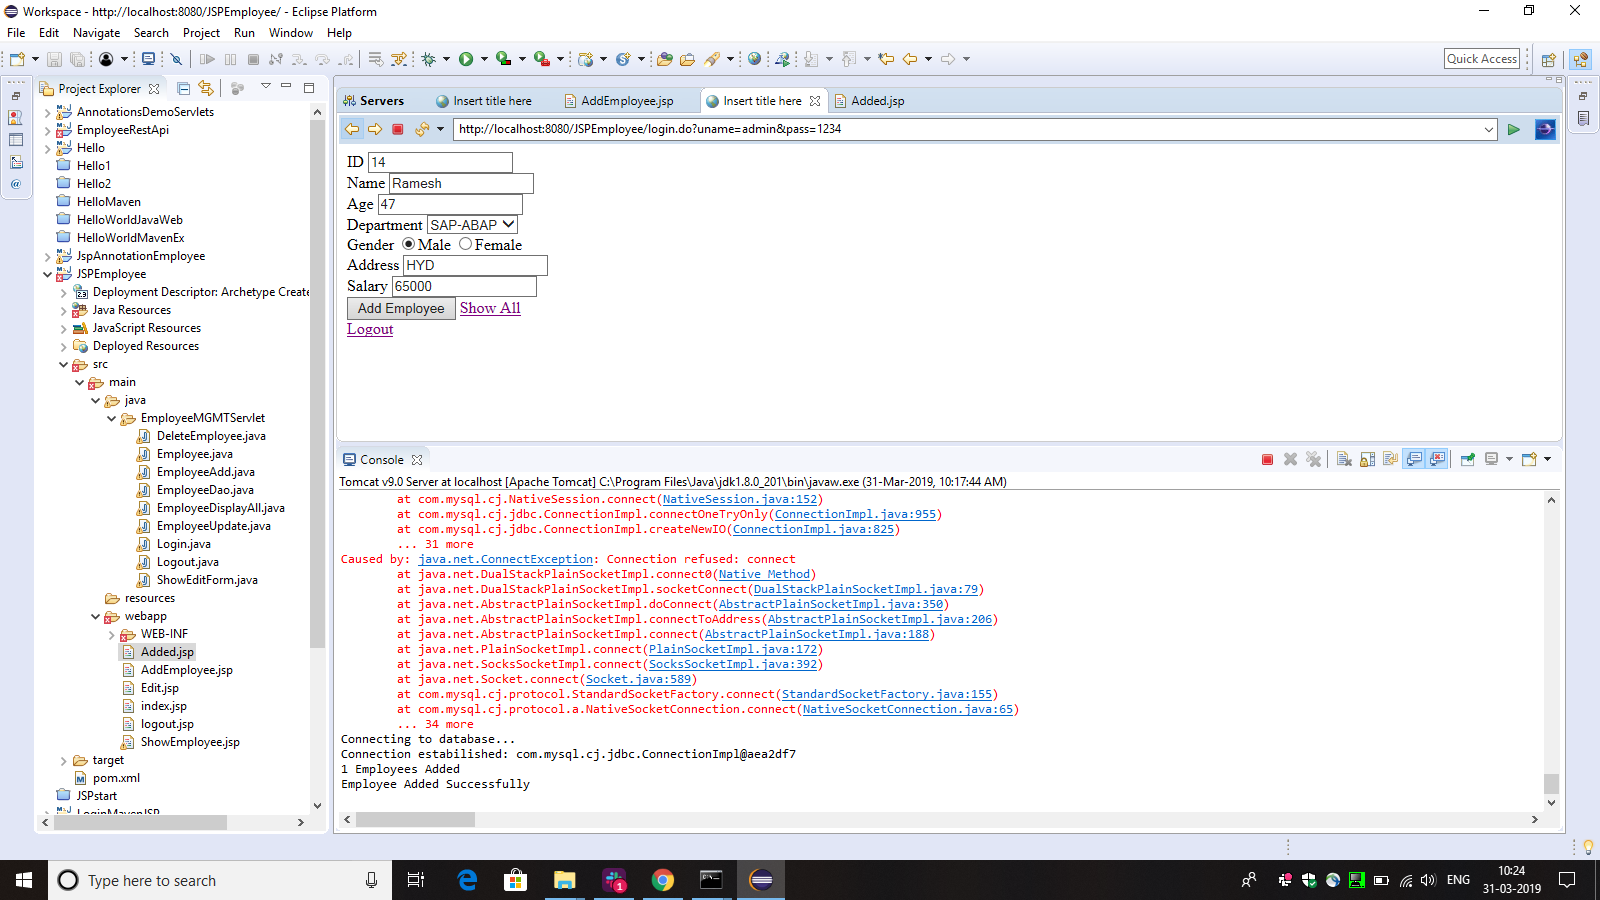 Workspace - http://localhost:8080/JSPEmployee/ - Eclipse Platform
File Edit Navigate Search Project Run Window Help
Quick Access
Project Explorer
AnnotationsDemoServlets
EmployeeRestApi
Hello
Hello1
Hello2
HelloMaven
HelloWorldJavaWeb
HelloWorldMavenEx
JspAnnotationEmployee
JSPEmployee
Deployment Descriptor: Archetype Create
Java Resources
JavaScript Resources
Deployed Resources
src
main
java
EmployeeMGMTServlet
DeleteEmployee.java
Employee.java
EmployeeAdd.java
EmployeeDao.java
EmployeeDisplayAll.java
EmployeeUpdate.java
Login.java
Logout.java
ShowEditForm.java
resources
webapp
WEB-INF
Added.jsp
AddEmployee.jsp
Edit.jsp
index.jsp
logout.jsp
ShowEmployee.jsp
target
pom.xml
JSPstart
LoginMavenJSP
Servers Insert title here AddEmployee.jsp Insert title here Added.jsp
http://localhost:8080/JSPEmployee/login.do?uname=admin&pass=1234
ID 14
Name Ramesh
Age 47
Department SAP-ABAP
Gender Male Female
Address HYD
Salary 65000
Add Employee Show All
Logout
Console
Tomcat v9.0 Server at localhost [Apache Tomcat] C:\Program Files\Java\jdk1.8.0_201\bin\javaw.exe (31-Mar-2019, 10:17:44 AM)
at com.mysql.cj.NativeSession.connect(NativeSession.java:152)
at com.mysql.cj.jdbc.ConnectionImpl.connectOneTryOnly(ConnectionImpl.java:955)
at com.mysql.cj.jdbc.ConnectionImpl.createNewIO(ConnectionImpl.java:825)
... 31 more
Caused by: java.net.ConnectException: Connection refused: connect
at java.net.DualStackPlainSocketImpl.connect0(Native Method)
at java.net.DualStackPlainSocketImpl.socketConnect(DualStackPlainSocketImpl.java:79)
at java.net.AbstractPlainSocketImpl.doConnect(AbstractPlainSocketImpl.java:350)
at java.net.AbstractPlainSocketImpl.connectToAddress(AbstractPlainSocketImpl.java:206)
at java.net.AbstractPlainSocketImpl.connect(AbstractPlainSocketImpl.java:188)
at java.net.PlainSocketImpl.connect(PlainSocketImpl.java:172)
at java.net.SocksSocketImpl.connect(SocksSocketImpl.java:392)
at java.net.Socket.connect(Socket.java:589)
at com.mysql.cj.protocol.StandardSocketFactory.connect(StandardSocketFactory.java:155)
at com.mysql.cj.protocol.a.NativeSocketConnection.connect(NativeSocketConnection.java:65)
... 34 more
Connecting to database...
Connection estabilished: com.mysql.cj.jdbc.ConnectionImpl@aea2df7
1 Employees Added
Employee Added Successfully
Type here to search
1
ENG
10:24
31-03-2019